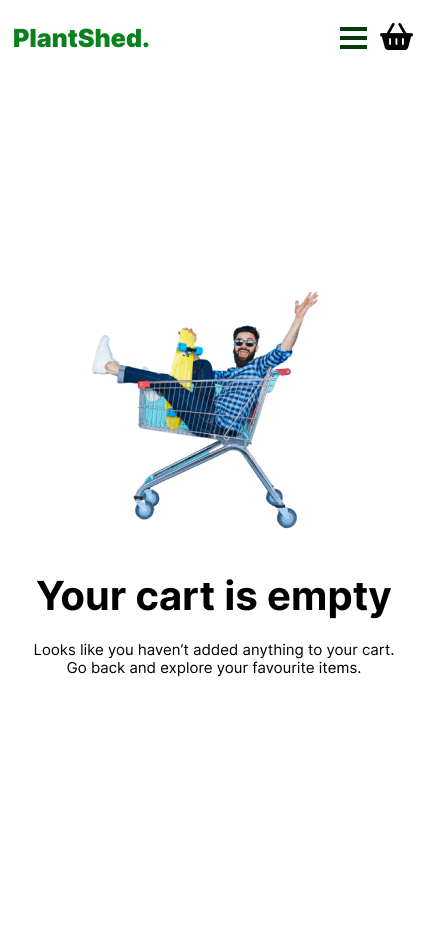 PlantShed.
Your cart is empty
Looks like you haven’t added anything to your cart.
Go back and explore your favourite items.